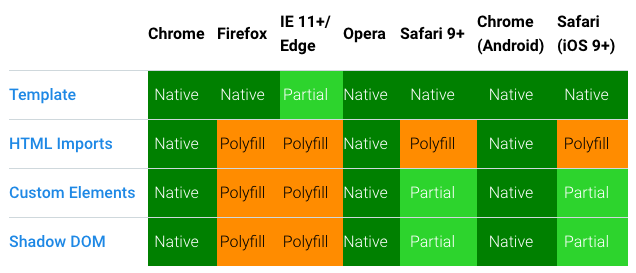 Chrome Firefox IE 11+/ Edge Opera Safari 9+ Chrome (Android) Safari (iOS 9+)
Template Native Native Partial Native Native Native Native
HTML Imports Native Polyfill Polyfill Native Polyfill Native Polyfill
Custom Elements Native Polyfill Polyfill Native Partial Native Partial
Shadow DOM Native Polyfill Polyfill Native Partial Native Partial